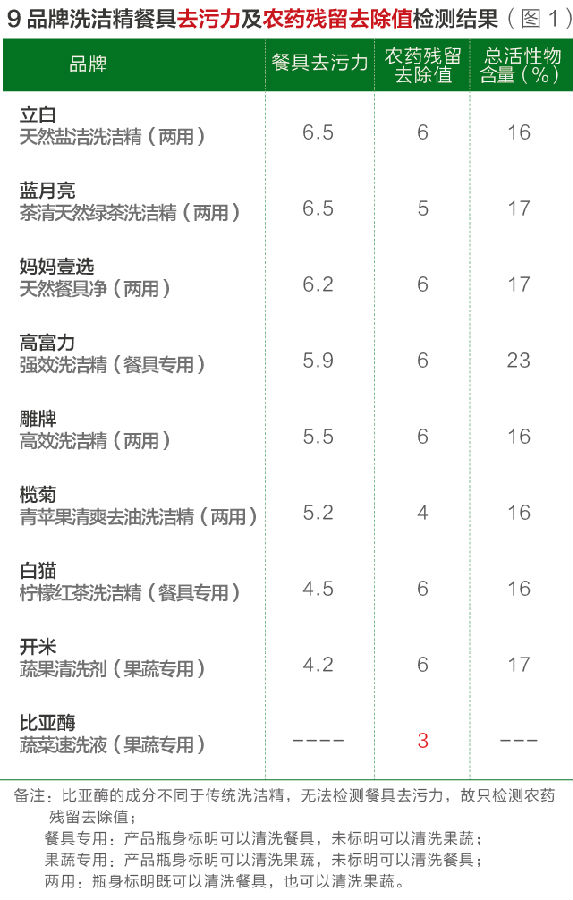 9品牌洗洁精餐具去污力及农药残留去除值检测结果（图1）
品牌 餐具去污力 农药残留去除值 总活性物含量（%）
立白
天然盐洁洗洁精（两用） 6.5 6 16
蓝月亮
茶清天然绿茶洗洁精（两用） 6.5 5 17
妈妈壹选
天然餐具净（两用） 6.2 6 17
高富力
强效洗洁精（餐具专用） 5.9 6 23
雕牌
高效洗洁精（两用） 5.5 6 16
榄菊
青苹果清爽去油洗洁精（两用） 5.2 4 16
白猫
柠檬红茶洗洁精（餐具专用） 4.5 6 16
开米
蔬果清洗剂（果蔬专用） 4.2 6 17
比亚酶
蔬菜速洗液（果蔬专用） ---- 3 ---
备注：比亚酶的成分不同于传统洗洁精，无法检测餐具去污力，故只检测农药
残留去除值；
餐具专用：产品瓶身标明可以清洗餐具，未标明可以清洗果蔬；
果蔬专用：产品瓶身标明可以清洗果蔬，未标明可以清洗餐具；
两用：瓶身标明既可以清洗餐具，也可以清洗果蔬。